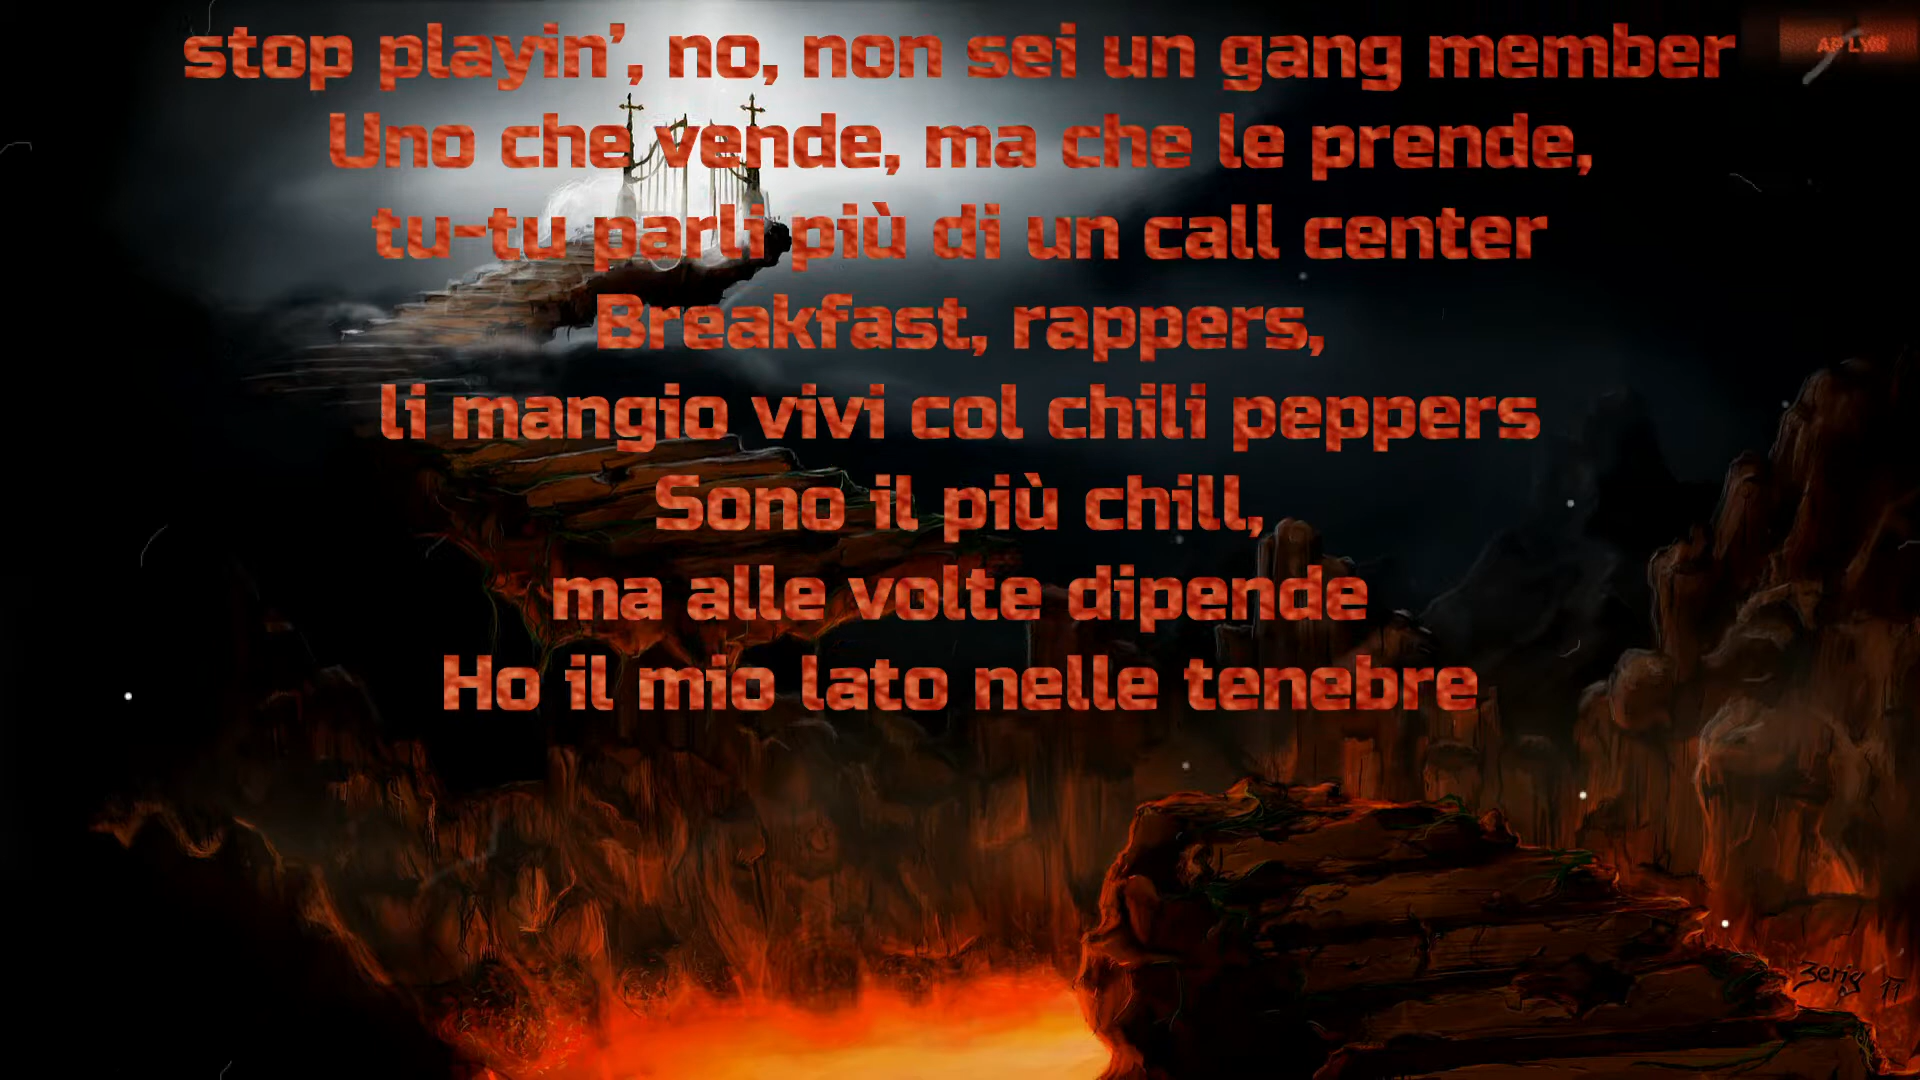 stop playin’, no, non sei un gang member
Uno che vende, ma che le prende,
tu-tu parli più di un call center
Breakfast, rappers,
li mangio vivi col chili peppers
Sono il più chill,
ma alle volte dipende
Ho il mio lato nelle tenebre